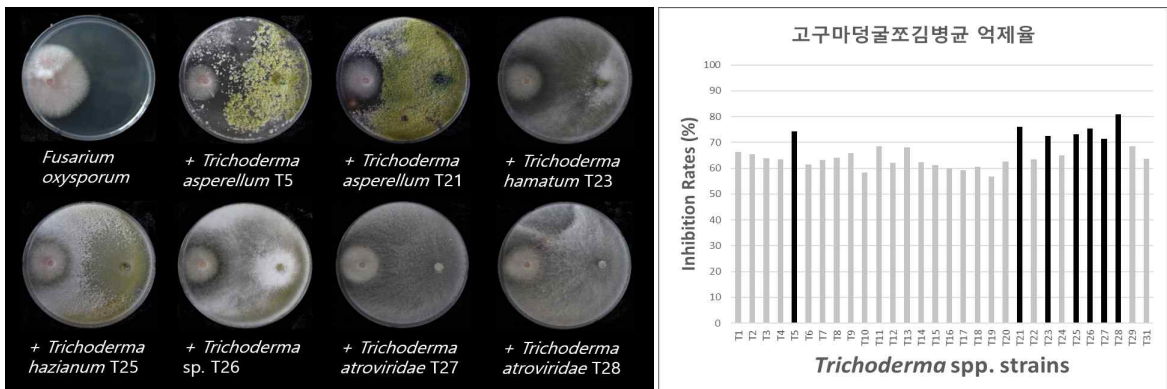 Fusarium
oxysporum
+ Trichoderma
asperellum T5
+ Trichoderma
asperellum T21
+ Trichoderma
hamatum T23
+ Trichoderma
hazianum T25
+ Trichoderma
sp. T26
+ Trichoderma
atroviridae T27
+ Trichoderma
atroviridae T28
고구마덩굴쪼김병균 억제율
Inhibition Rates (%)
100
90
80
70
60
50
40
30
20
10
0
T1
T2
T3
T4
T5
T6
T7
T8
T9
T10
T11
T12
T13
T14
T15
T16
T17
T18
T19
T20
T21
T22
T23
T24
T25
T26
T27
T28
T29
T31
Trichoderma spp. strains